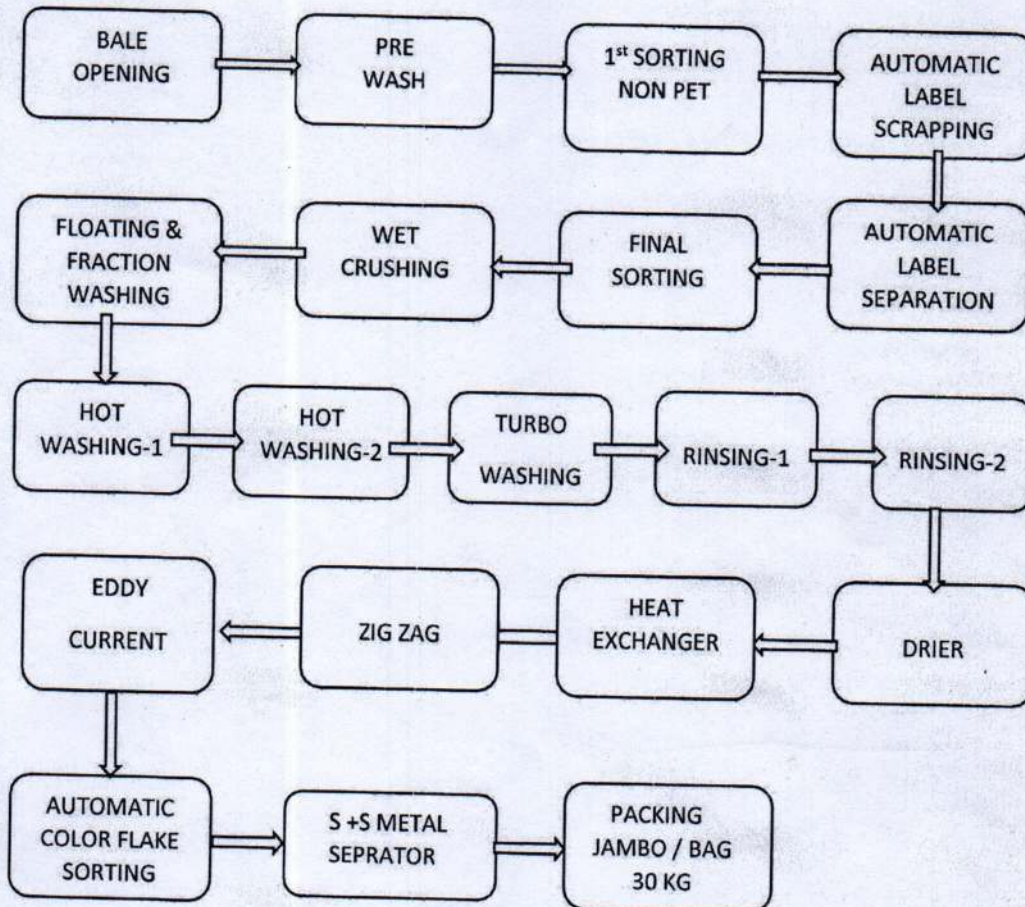 BALE
OPENING
PRE
WASH
1st SORTING
NON PET
AUTOMATIC
LABEL
SCRAPPING
AUTOMATIC
LABEL
SEPARATION
FINAL
SORTING
WET
CRUSHING
FLOATING &
FRACTION
WASHING
HOT
WASHING-1
HOT
WASHING-2
TURBO
WASHING
RINSING-1
RINSING-2
DRIER
HEAT
EXCHANGER
ZIG ZAG
EDDY
CURRENT
AUTOMATIC
COLOR FLAKE
SORTING
S +S METAL
SEPRATOR
PACKING
JAMBO / BAG
30 KG